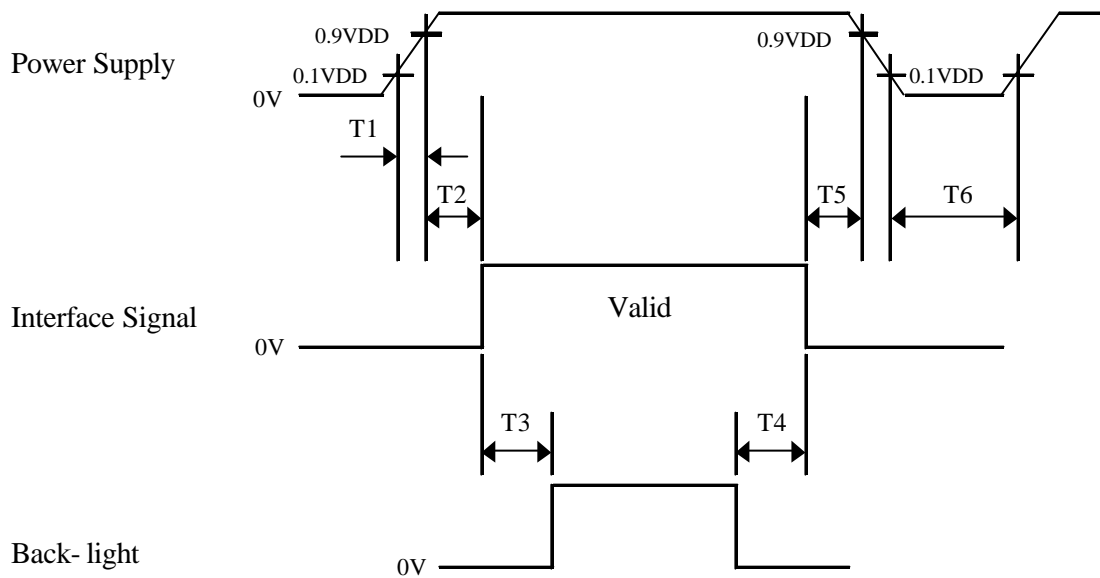 0.9VDD
0.9VDD
Power Supply
0.1VDD
0.1VDD
0V
T1
T2
T5
T6
Interface Signal
Valid
0V
T3
T4
Back- light
0V